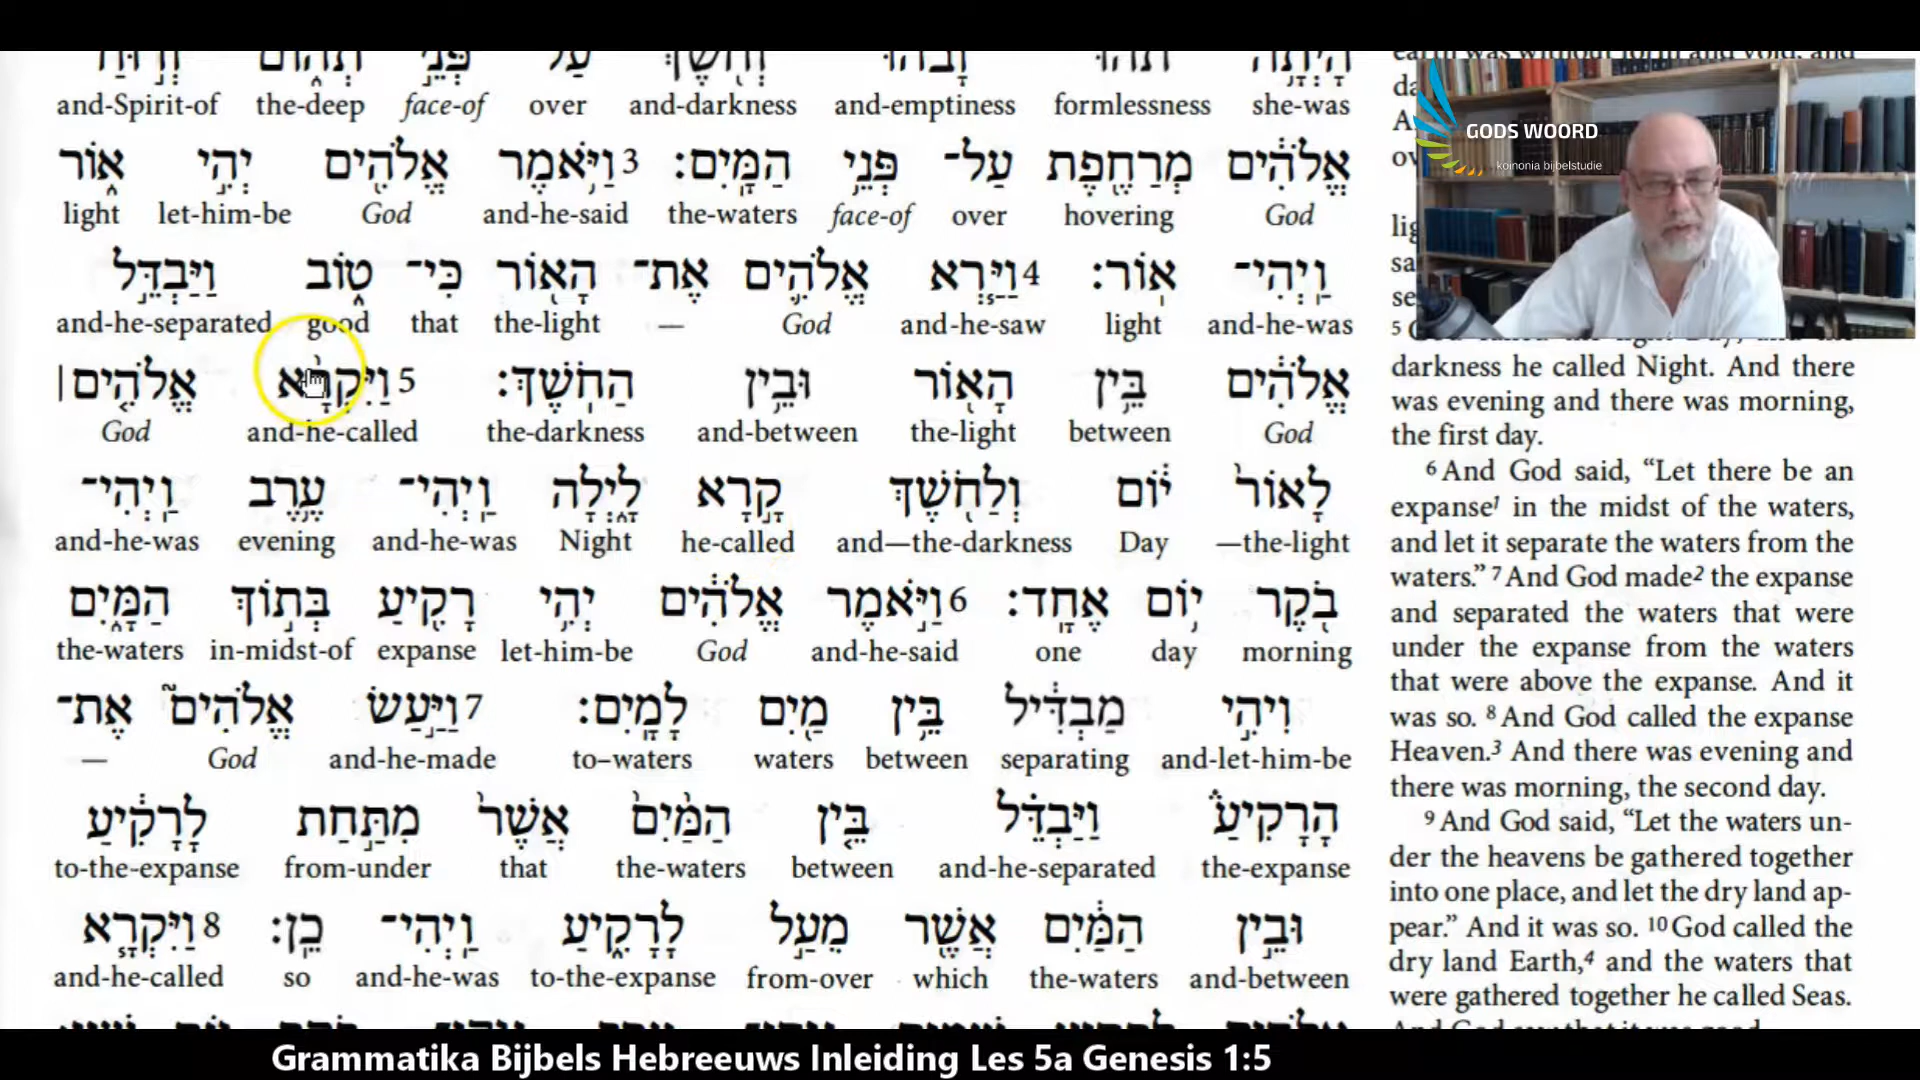 and-Spirit-of the-deep face-of over and-darkness and-emptiness formlessness she-was
אֱלֹהִ֔ים מְרַחֶ֖פֶת עַל־ פְּנֵ֥י הַמָּֽיִם׃ 3 וַיֹּ֥אמֶר אֱלֹהִ֖ים יְהִ֣י א֑וֹר
light let-him-be God and-he-said the-waters face-of over hovering God
וַֽיְהִי־ אֽוֹר׃ 4 וַיַּ֧רְא אֱלֹהִ֛ים אֶת־ הָא֖וֹר כִּי־ ט֑וֹב וַיַּבְדֵּ֣ל
and-he-separated good that the-light — God and-he-saw light and-he-was
אֱלֹהִ֔ים בֵּ֥ין הָא֖וֹר וּבֵ֥ין הַחֹֽשֶׁךְ׃ 5 וַיִּקְרָ֨א אֱלֹהִ֤ים ׀
God and-he-called the-darkness and-between the-light between God
לָאוֹר֙ י֔וֹם וְלַחֹ֖שֶׁךְ קָ֣רָא לָ֑יְלָה וַֽיְהִי־ עֶ֥רֶב וַֽיְהִי־
and-he-was evening and-he-was Night he-called and—the-darkness Day —the-light
בֹ֖קֶר י֥וֹם אֶחָֽד׃ 6 וַיֹּ֣אמֶר אֱלֹהִ֔ים יְהִ֥י רָקִ֖יעַ בְּת֣וֹךְ הַמָּ֑יִם
the-waters in-midst-of expanse let-him-be God and-he-said one day morning
וִיהִ֣י מַבְדִּ֔יל בֵּ֥ין מַ֖יִם לָמָֽיִם׃ 7 וַיַּ֣עַשׂ אֱלֹהִים֮ אֶת־
— God and-he-made to–waters waters between separating and-let-him-be
הָרָקִיעַ֒ וַיַּבְדֵּ֗ל בֵּ֤ין הַמַּ֙יִם֙ אֲשֶׁר֙ מִתַּ֣חַת לָרָקִ֔יעַ
to-the-expanse from-under that the-waters between and-he-separated the-expanse
וּבֵ֣ין הַמַּ֔יִם אֲשֶׁ֖ר מֵעַ֣ל לָרָקִ֑יעַ וַֽיְהִי־ כֵֽן׃ 8 וַיִּקְרָ֧א
and-he-called so and-he-was to-the-expanse from-over which the-waters and-between
GODS WOORD
koinonia bijbelstudie
darkness he called Night. And there
was evening and there was morning,
the first day.
6 And God said, “Let there be an
expanse1 in the midst of the waters,
and let it separate the waters from the
waters.” 7 And God made2 the expanse
and separated the waters that were
under the expanse from the waters
that were above the expanse. And it
was so. 8 And God called the expanse
Heaven.3 And there was evening and
there was morning, the second day.
9 And God said, “Let the waters un-
der the heavens be gathered together
into one place, and let the dry land ap-
pear.” And it was so. 10 God called the
dry land Earth,4 and the waters that
were gathered together he called Seas.
Grammatika Bijbels Hebreeuws Inleiding Les 5a Genesis 1:5